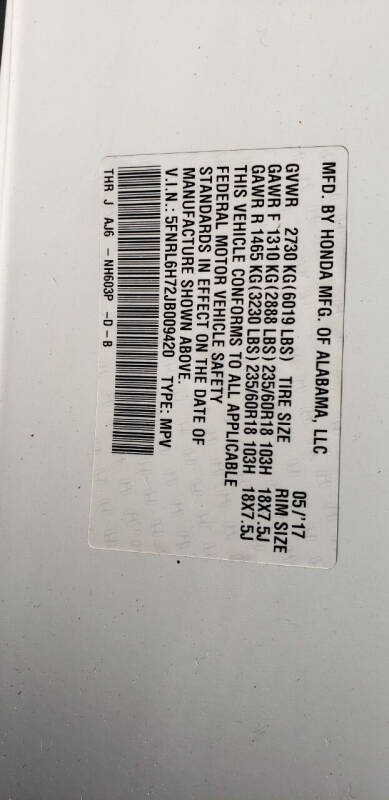 MFD. BY HONDA MFG. OF ALABAMA, LLC
05/'17
GVWR 2730 KG (6019 LBS) TIRE SIZE RIM SIZE
GAWR F 1310 KG (2888 LBS) 235/60R18 103H 18X7.5J
GAWR R 1465 KG (3230 LBS) 235/60R18 103H 18X7.5J
THIS VEHICLE CONFORMS TO ALL APPLICABLE
FEDERAL MOTOR VEHICLE SAFETY
STANDARDS IN EFFECT ON THE DATE OF
MANUFACTURE SHOWN ABOVE.
V.I.N.: 5FNRL6H72JB009420 TYPE: MPV
THR J AJ6 - NH603P - D - B